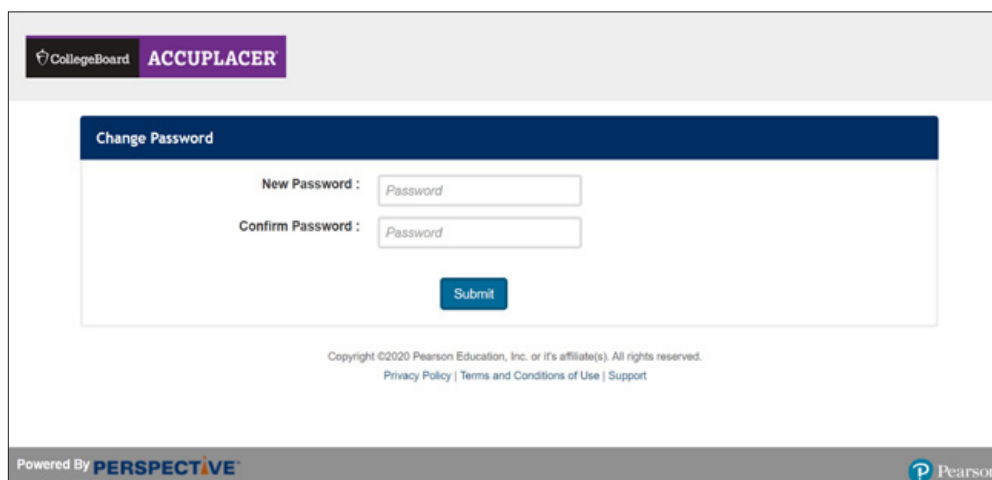 CollegeBoard ACCUPLACER
Change Password
New Password :
Password
Confirm Password :
Password
Submit
Copyright ©2020 Pearson Education, Inc. or it's affiliate(s). All rights reserved.
Privacy Policy | Terms and Conditions of Use | Support
Powered By PERSPECTIVE
Pearson